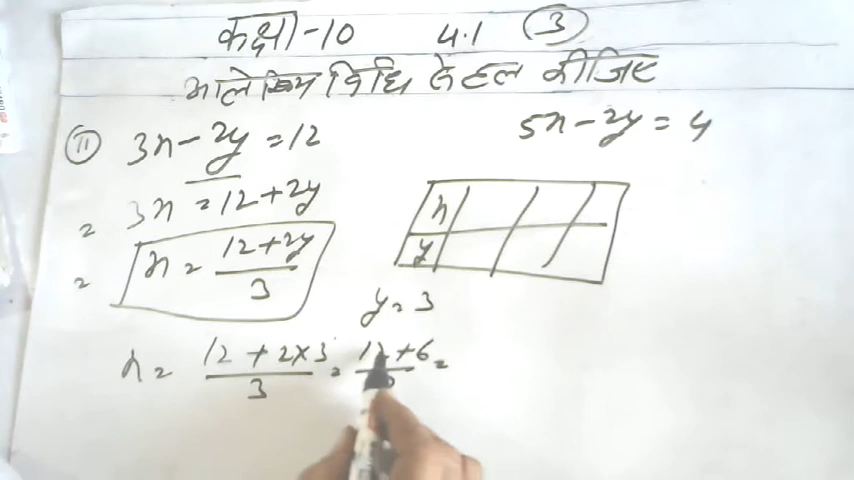 कक्षा-10 4.1 (3)
आलेखिय विधि से हल कीजिए
(ii) 3x - 2y = 12 5x - 2y = 4
= 3x = 12 + 2y
= x = (12 + 2y)/3
x
y
y = 3
x = (12 + 2×3)/3 = (12 + 6)/3 =